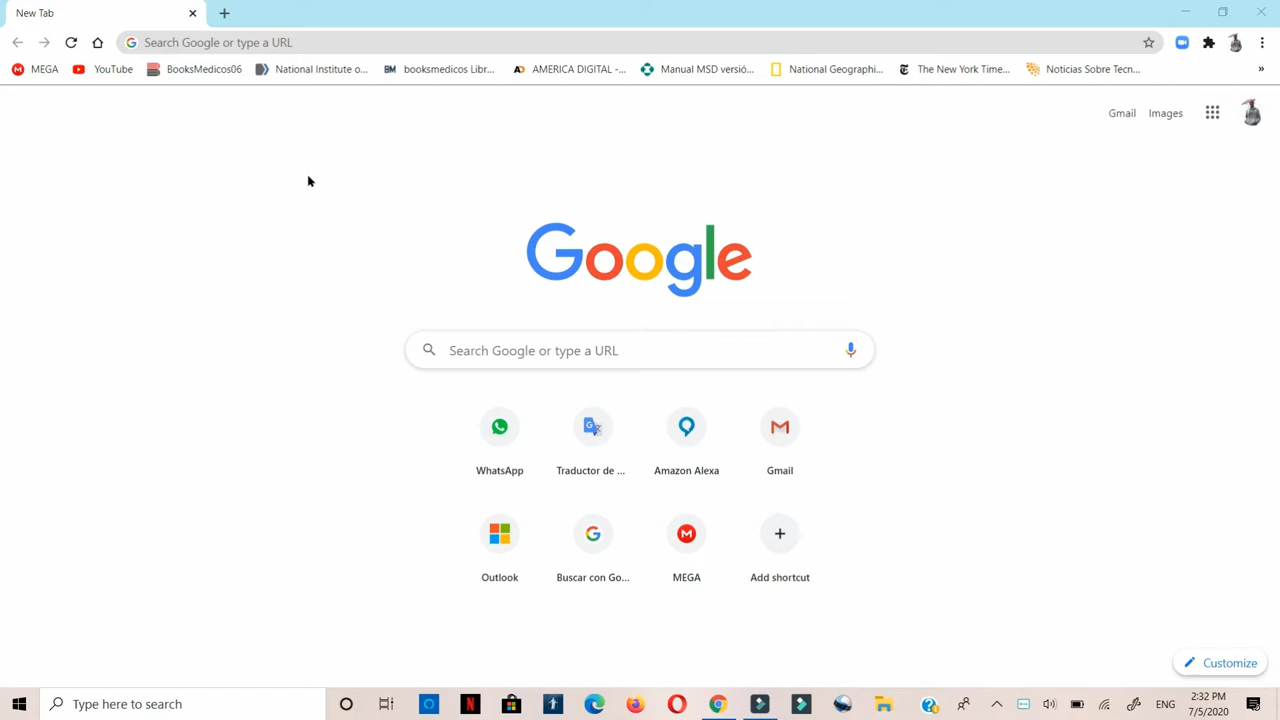 New Tab
Search Google or type a URL
MEGA YouTube BooksMedicos06 National Institute o... booksmedicos Libr... AMERICA DIGITAL -... Manual MSD versió... National Geographi... The New York Time... Noticias Sobre Tecn... »
Gmail Images
Google
Search Google or type a URL
WhatsApp Traductor de ... Amazon Alexa Gmail
Outlook Buscar con Go... MEGA Add shortcut
Customize
Type here to search
ENG
2:32 PM
7/5/2020